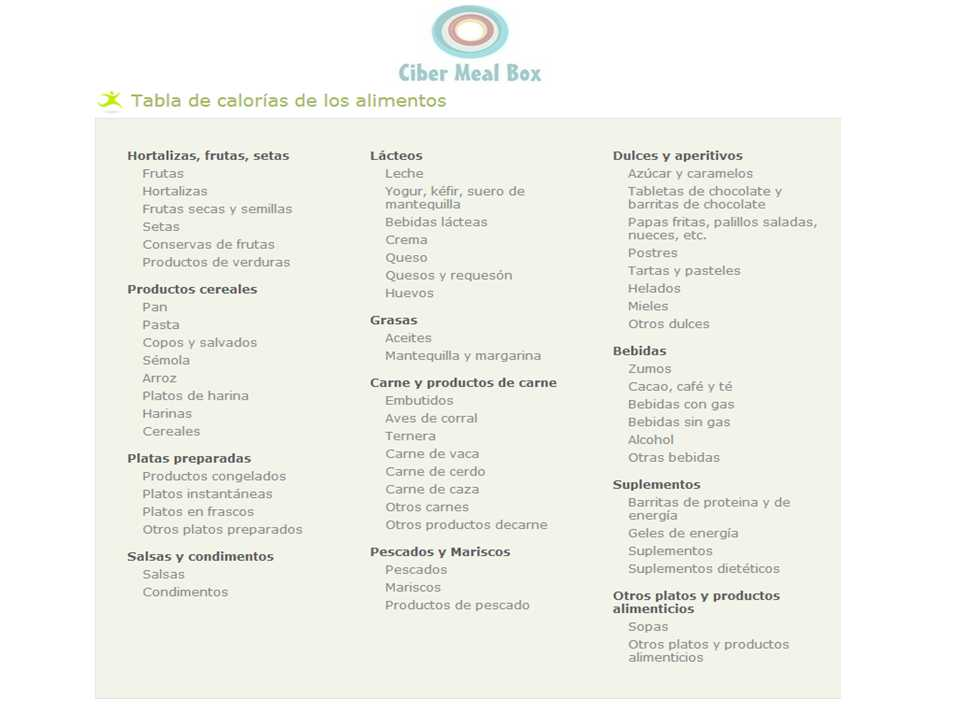 Ciber Meal Box
Tabla de calorías de los alimentos
Hortalizas, frutas, setas
Frutas
Hortalizas
Frutas secas y semillas
Setas
Conservas de frutas
Productos de verduras
Productos cereales
Pan
Pasta
Copos y salvados
Sémola
Arroz
Platos de harina
Harinas
Cereales
Platas preparadas
Productos congelados
Platos instantáneas
Platos en frascos
Otros platos preparados
Salsas y condimentos
Salsas
Condimentos
Lácteos
Leche
Yogur, kéfir, suero de
mantequilla
Bebidas lácteas
Crema
Queso
Quesos y requesón
Huevos
Grasas
Aceites
Mantequilla y margarina
Carne y productos de carne
Embutidos
Aves de corral
Ternera
Carne de vaca
Carne de cerdo
Carne de caza
Otros carnes
Otros productos decarne
Pescados y Mariscos
Pescados
Mariscos
Productos de pescado
Dulces y aperitivos
Azúcar y caramelos
Tabletas de chocolate y
barritas de chocolate
Papas fritas, palillos saladas,
nueces, etc.
Postres
Tartas y pasteles
Helados
Mieles
Otros dulces
Bebidas
Zumos
Cacao, café y té
Bebidas con gas
Bebidas sin gas
Alcohol
Otras bebidas
Suplementos
Barritas de proteina y de
energía
Geles de energía
Suplementos
Suplementos dietéticos
Otros platos y productos
alimenticios
Sopas
Otros platos y productos
alimenticios